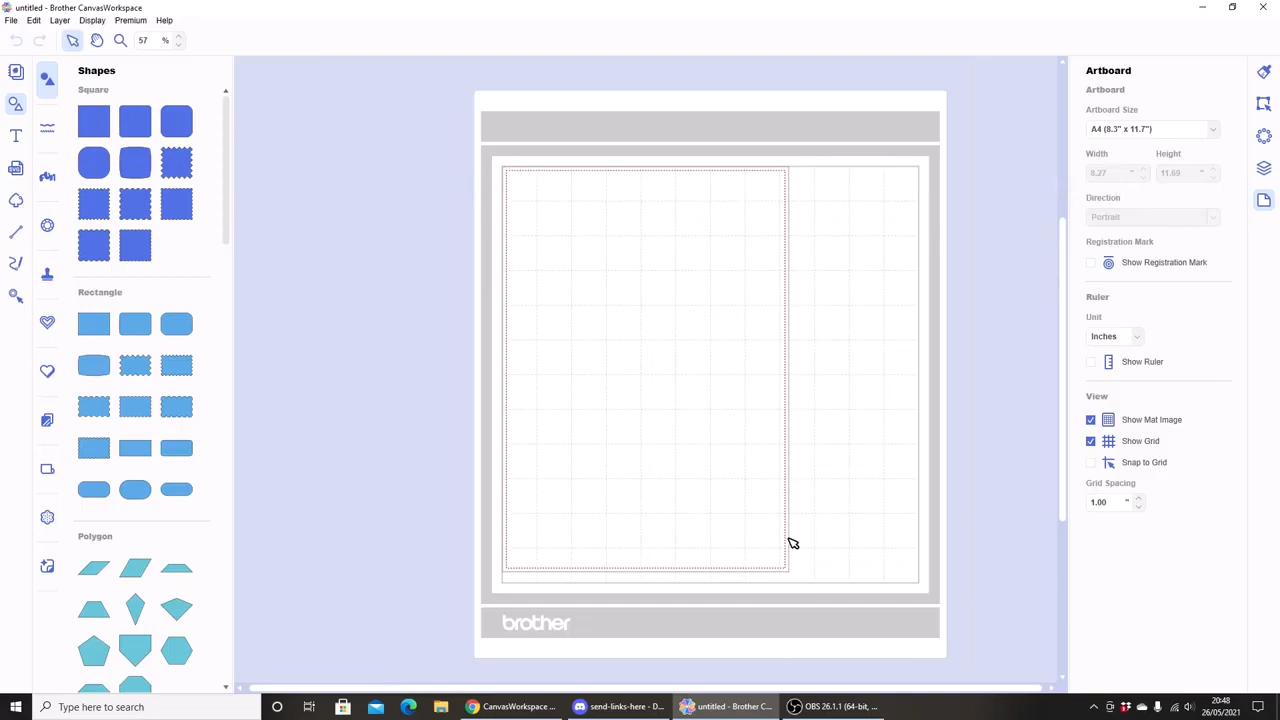 untitled - Brother CanvasWorkspace
File Edit Layer Display Premium Help
57 %
Shapes
Square
Rectangle
Polygon
brother
Artboard
Artboard
Artboard Size
A4 (8.3" x 11.7")
Width Height
8.27 " 11.69 "
Direction
Portrait
Registration Mark
Show Registration Mark
Ruler
Unit
Inches
Show Ruler
View
Show Mat Image
Show Grid
Snap to Grid
Grid Spacing
1.00 "
Type here to search
CanvasWorkspace ...
send-links-here - D...
untitled - Brother C...
OBS 26.1.1 (64-bit, ...
20:48
26/05/2021